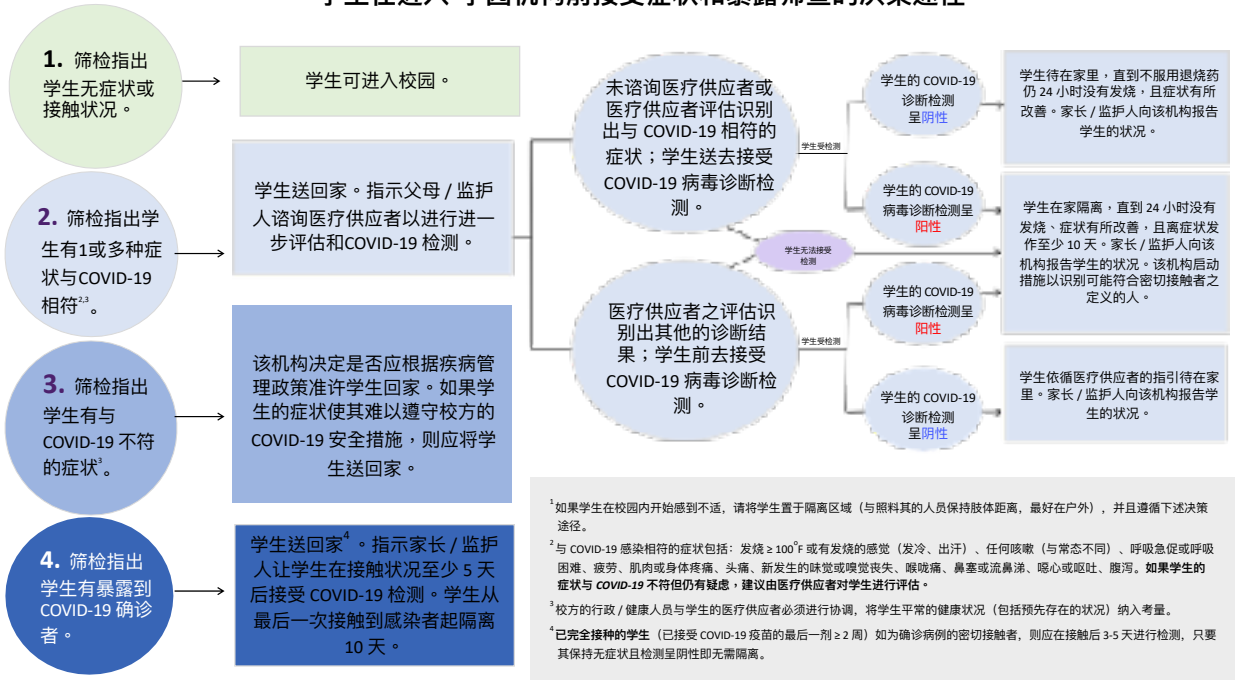 1. 筛检指出
学生无症状或
接触状况。
学生可进入校园。
2. 筛检指出学
生有1或多种症
状与COVID-19
相符2,3。
学生送回家。指示父母 / 监护
人谘询医疗供应者以进行进一
步评估和COVID-19 检测。
3. 筛检指出
学生有与
COVID-19 不符
的症状3。
该机构决定是否应根据疾病管
理政策准许学生回家。如果学
生的症状使其难以遵守校方的
COVID-19 安全措施，则应将学
生送回家。
4. 筛检指出
学生有暴露到
COVID-19 确诊
者。
学生送回家4 。指示家长 / 监护
人让学生在接触状况至少 5 天
后接受 COVID-19 检测。学生从
最后一次接触到感染者起隔离
10 天。
未谘询医疗供应者或
医疗供应者评估识别
出与 COVID-19 相符的
症状；学生送去接受
COVID-19 病毒诊断检
测。
学生受检测
学生的 COVID-19
诊断检测
呈阴性
学生待在家里，直到不服用退烧药
仍 24 小时没有发烧，且症状有所
改善。家长 / 监护人向该机构报告
学生的状况。
学生的 COVID-19
病毒诊断检测呈
阳性
学生无法接受
检测
学生在家隔离，直到 24 小时没有
发烧、症状有所改善，且离症状发
作至少 10 天。家长 / 监护人向该
机构报告学生的状况。该机构启动
措施以识别可能符合密切接触者之
定义的人。
医疗供应者之评估识
别出其他的诊断结
果；学生前去接受
COVID-19 病毒诊断检
测。
学生受检测
学生的 COVID-19
病毒诊断检测呈
阳性
学生的 COVID-19
诊断检测
呈阴性
学生依循医疗供应者的指引待在家
里。家长 / 监护人向该机构报告学
生的状况。
1 如果学生在校园内开始感到不适，请将学生置于隔离区域（与照料其的人员保持肢体距离，最好在户外），并且遵循下述决策
途径。
2 与 COVID-19 感染相符的症状包括：发烧 ≥ 100°F 或有发烧的感觉（发冷、出汗）、任何咳嗽（与常态不同）、呼吸急促或呼吸
困难、疲劳、肌肉或身体疼痛、头痛、新发生的味觉或嗅觉丧失、喉咙痛、鼻塞或流鼻涕、噁心或呕吐、腹泻。如果学生的
症状与 COVID-19 不符但仍有疑虑，建议由医疗供应者对学生进行评估。
3 校方的行政 / 健康人员与学生的医疗供应者必须进行协调，将学生平常的健康状况（包括预先存在的状况）纳入考量。
4 已完全接种的学生（已接受 COVID-19 疫苗的最后一剂 ≥ 2 周）如为确诊病例的密切接触者，则应在接触后 3-5 天进行检测，只要
其保持无症状且检测呈阴性即无需隔离。